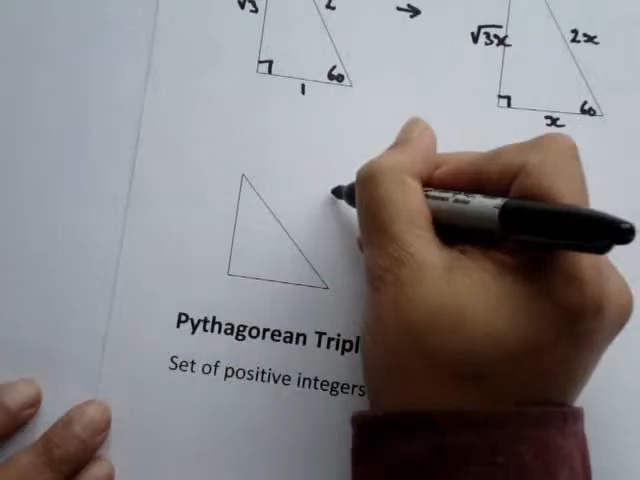 √3 2 → √3x 2x
60 60
1 x
Pythagorean Tripl
Set of positive integers